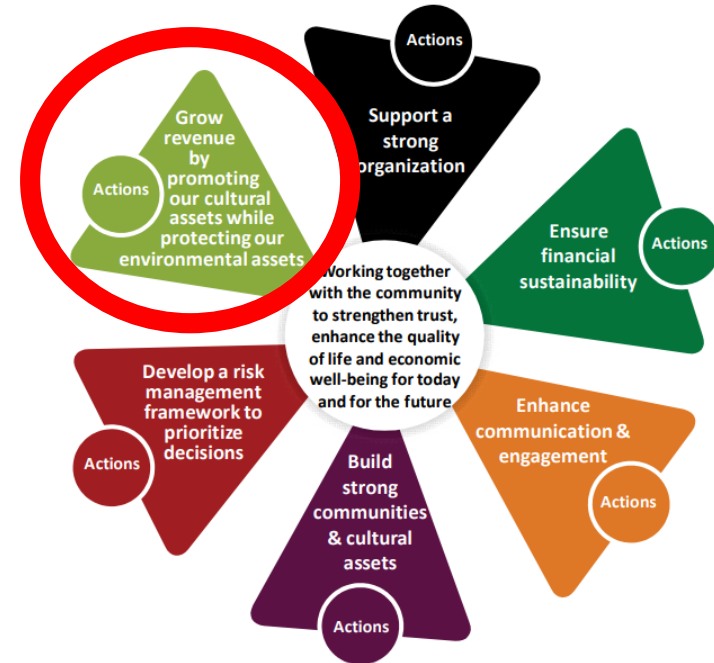 Actions
Support a
strong
organization
Grow
revenue
by
promoting
our cultural
assets while
protecting our
environmental assets
Actions
Ensure
financial
sustainability
Actions
Working together
with the community
to strengthen trust,
enhance the quality
of life and economic
well-being for today
and for the future
Develop a risk
management
framework to
prioritize
decisions
Actions
Enhance
communication &
engagement
Actions
Build
strong
communities
& cultural
assets
Actions